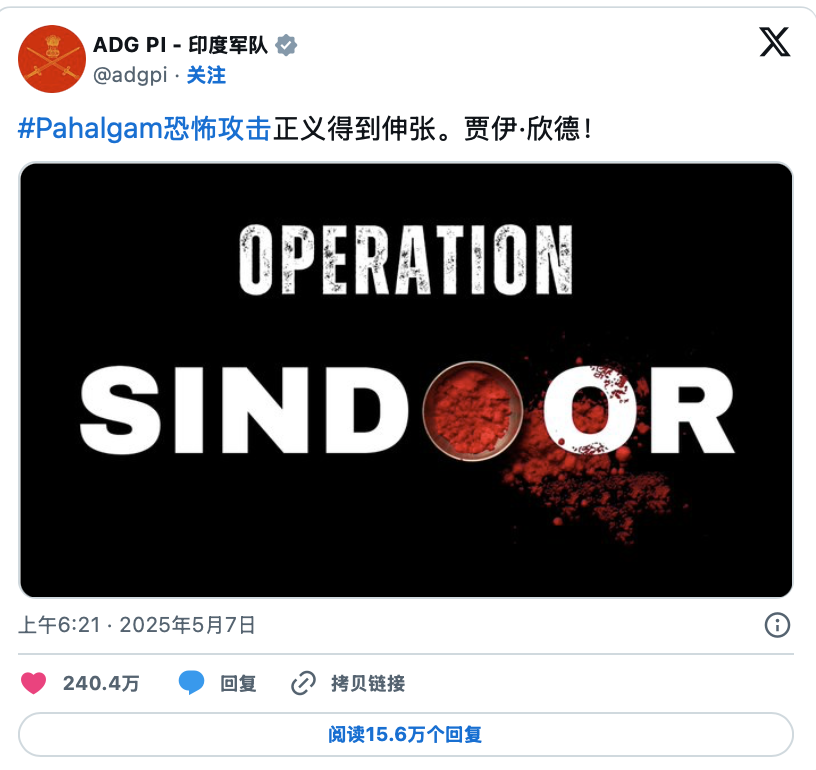 ADG PI - 印度军队
@adgpi · 关注
#Pahalgam恐怖攻击正义得到伸张。贾伊·欣德！
OPERATION
SINDOOR
上午6:21 · 2025年5月7日
240.4万 回复 拷贝链接
阅读15.6万个回复